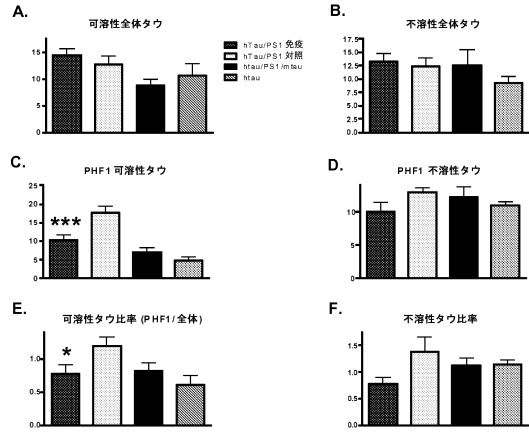 A.
可溶性全体タウ
15
10
5
0
hTau/PS1 免疫
hTau/PS1 対照
htau/PS1/mtau
htau
B.
不溶性全体タウ
17.5
15.0
12.5
10.0
7.5
5.0
2.5
0.0
C.
PHF1 可溶性タウ
25
20
15
10
5
0
***
D.
PHF1 不溶性タウ
10
5
0
E.
可溶性タウ比率 (PHF1/全体)
1.0
0.5
0.0
*
F.
不溶性タウ比率
1.5
1.0
0.5
0.0